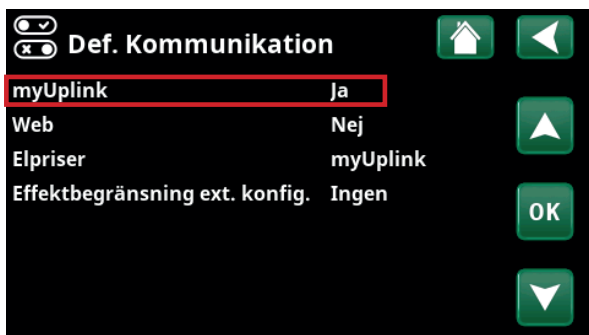 Def. Kommunikation
myUplink Ja
Web Nej
Elpriser myUplink
Effektbegränsning ext. konfig. Ingen
OK